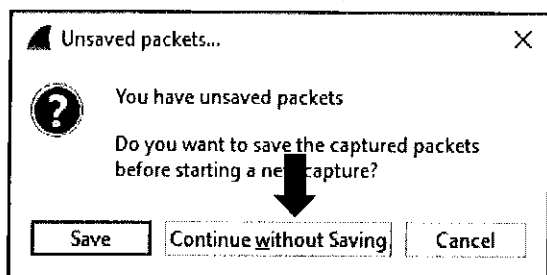 Unsaved packets...
You have unsaved packets
Do you want to save the captured packets
before starting a new capture?
Save Continue without Saving Cancel